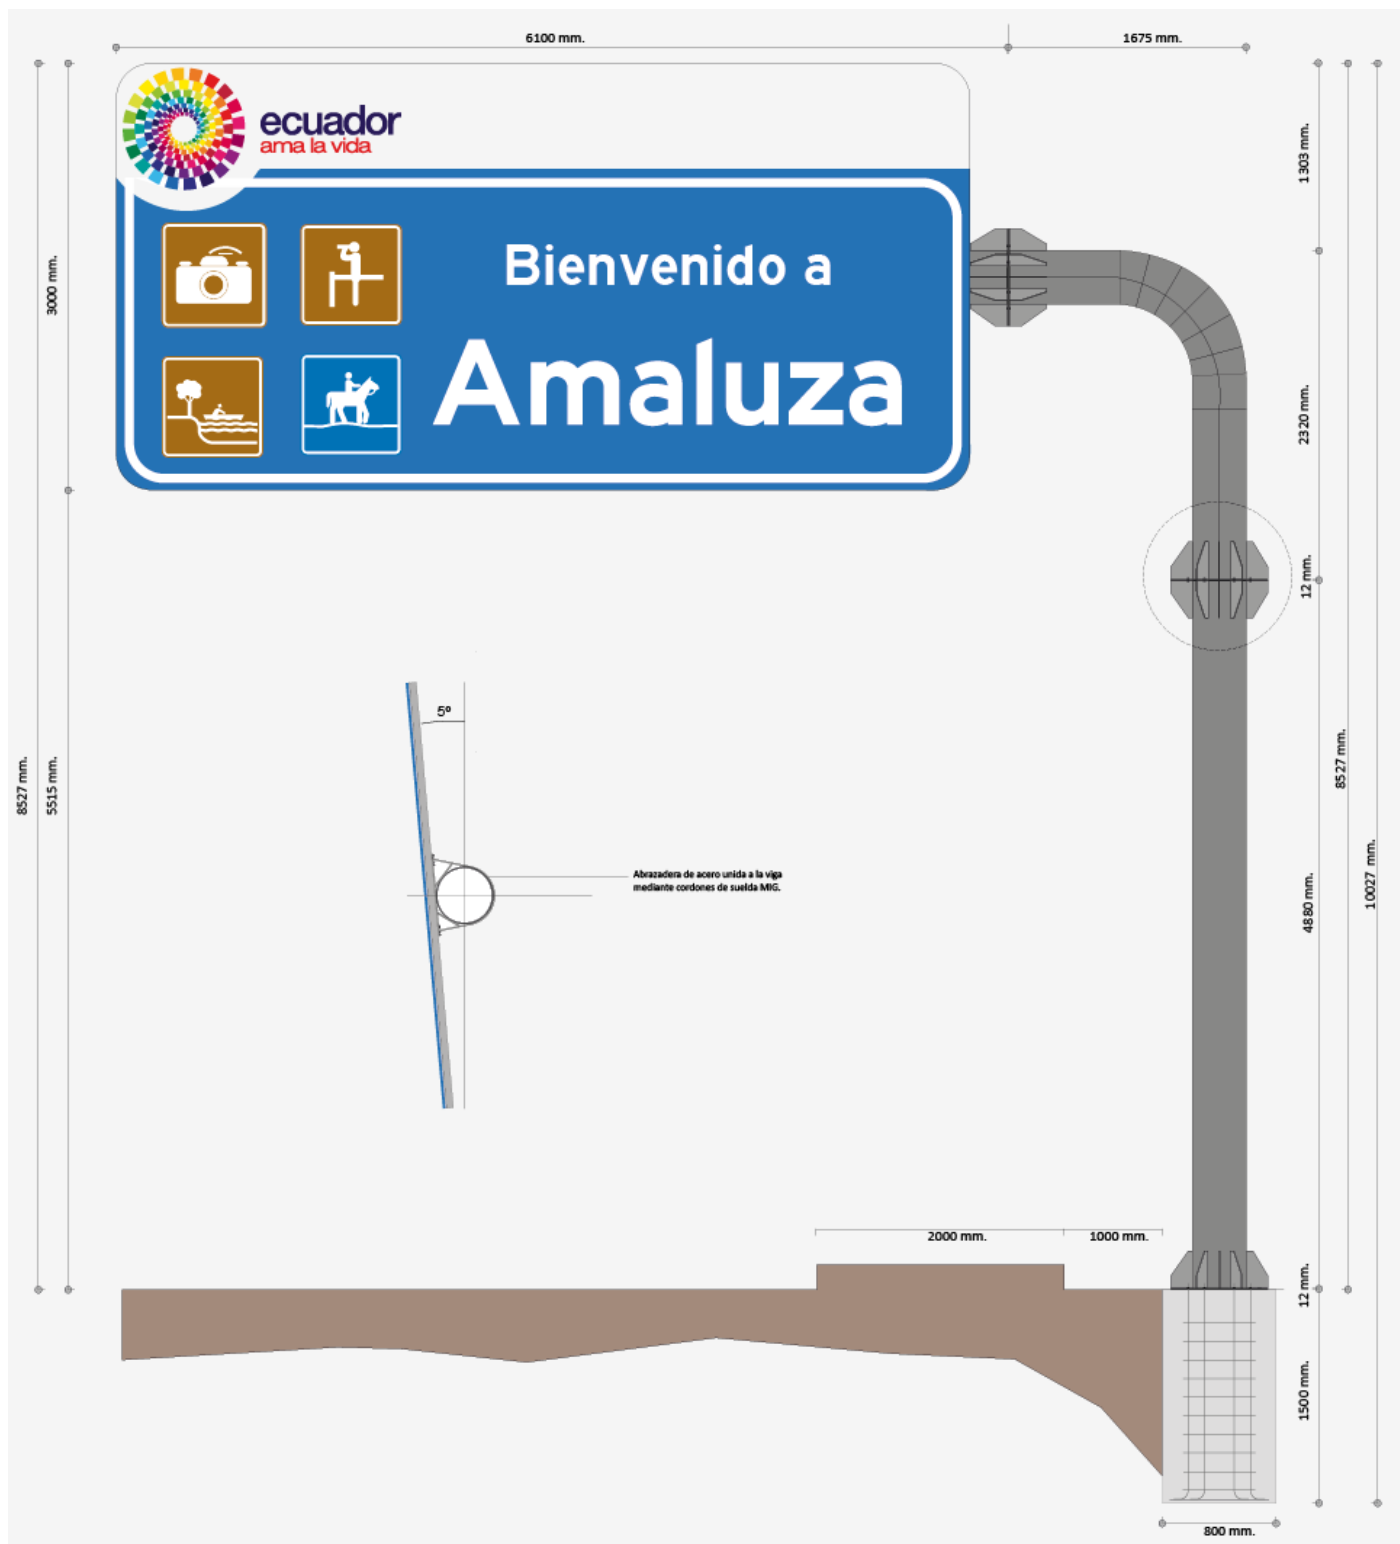 6100 mm.
1675 mm.
ecuador
ama la vida
1303 mm.
3000 mm.
Bienvenido a
Amaluza
2320 mm.
12 mm.
5º
8527 mm.
5515 mm.
8527 mm.
Abrazadera de acero unida a la viga
mediante cordones de suelda MIG.
4880 mm.
10027 mm.
2000 mm.
1000 mm.
12 mm.
1500 mm.
800 mm.